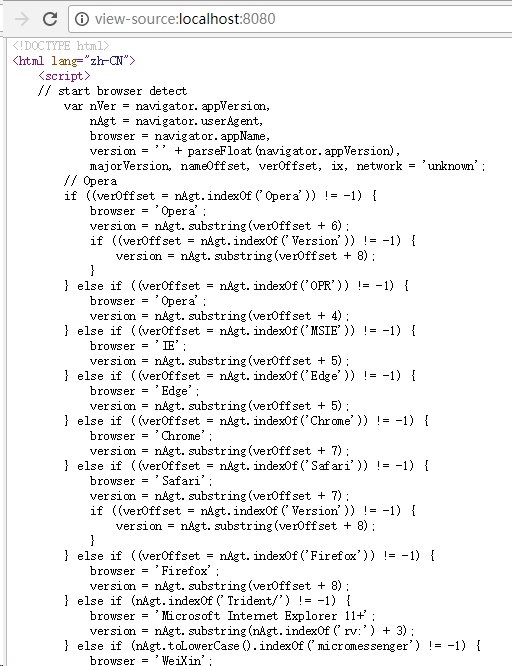 view-source:localhost:8080
<!DOCTYPE html>
<html lang="zh-CN">
<script>
// start browser detect
var nVer = navigator.appVersion,
nAgt = navigator.userAgent,
browser = navigator.appName,
version = '' + parseFloat(navigator.appVersion),
majorVersion, nameOffset, verOffset, ix, network = 'unknown';
// Opera
if ((verOffset = nAgt.indexOf('Opera')) != -1) {
browser = 'Opera';
version = nAgt.substring(verOffset + 6);
if ((verOffset = nAgt.indexOf('Version')) != -1) {
version = nAgt.substring(verOffset + 8);
}
} else if ((verOffset = nAgt.indexOf('OPR')) != -1) {
browser = 'Opera';
version = nAgt.substring(verOffset + 4);
} else if ((verOffset = nAgt.indexOf('MSIE')) != -1) {
browser = 'IE';
version = nAgt.substring(verOffset + 5);
} else if ((verOffset = nAgt.indexOf('Edge')) != -1) {
browser = 'Edge';
version = nAgt.substring(verOffset + 5);
} else if ((verOffset = nAgt.indexOf('Chrome')) != -1) {
browser = 'Chrome';
version = nAgt.substring(verOffset + 7);
} else if ((verOffset = nAgt.indexOf('Safari')) != -1) {
browser = 'Safari';
version = nAgt.substring(verOffset + 7);
if ((verOffset = nAgt.indexOf('Version')) != -1) {
version = nAgt.substring(verOffset + 8);
}
} else if ((verOffset = nAgt.indexOf('Firefox')) != -1) {
browser = 'Firefox';
version = nAgt.substring(verOffset + 8);
} else if (nAgt.indexOf('Trident/') != -1) {
browser = 'Microsoft Internet Explorer 11+';
version = nAgt.substring(nAgt.indexOf('rv:') + 3);
} else if (nAgt.toLowerCase().indexOf('micromessenger') != -1) {
browser = 'WeiXin';